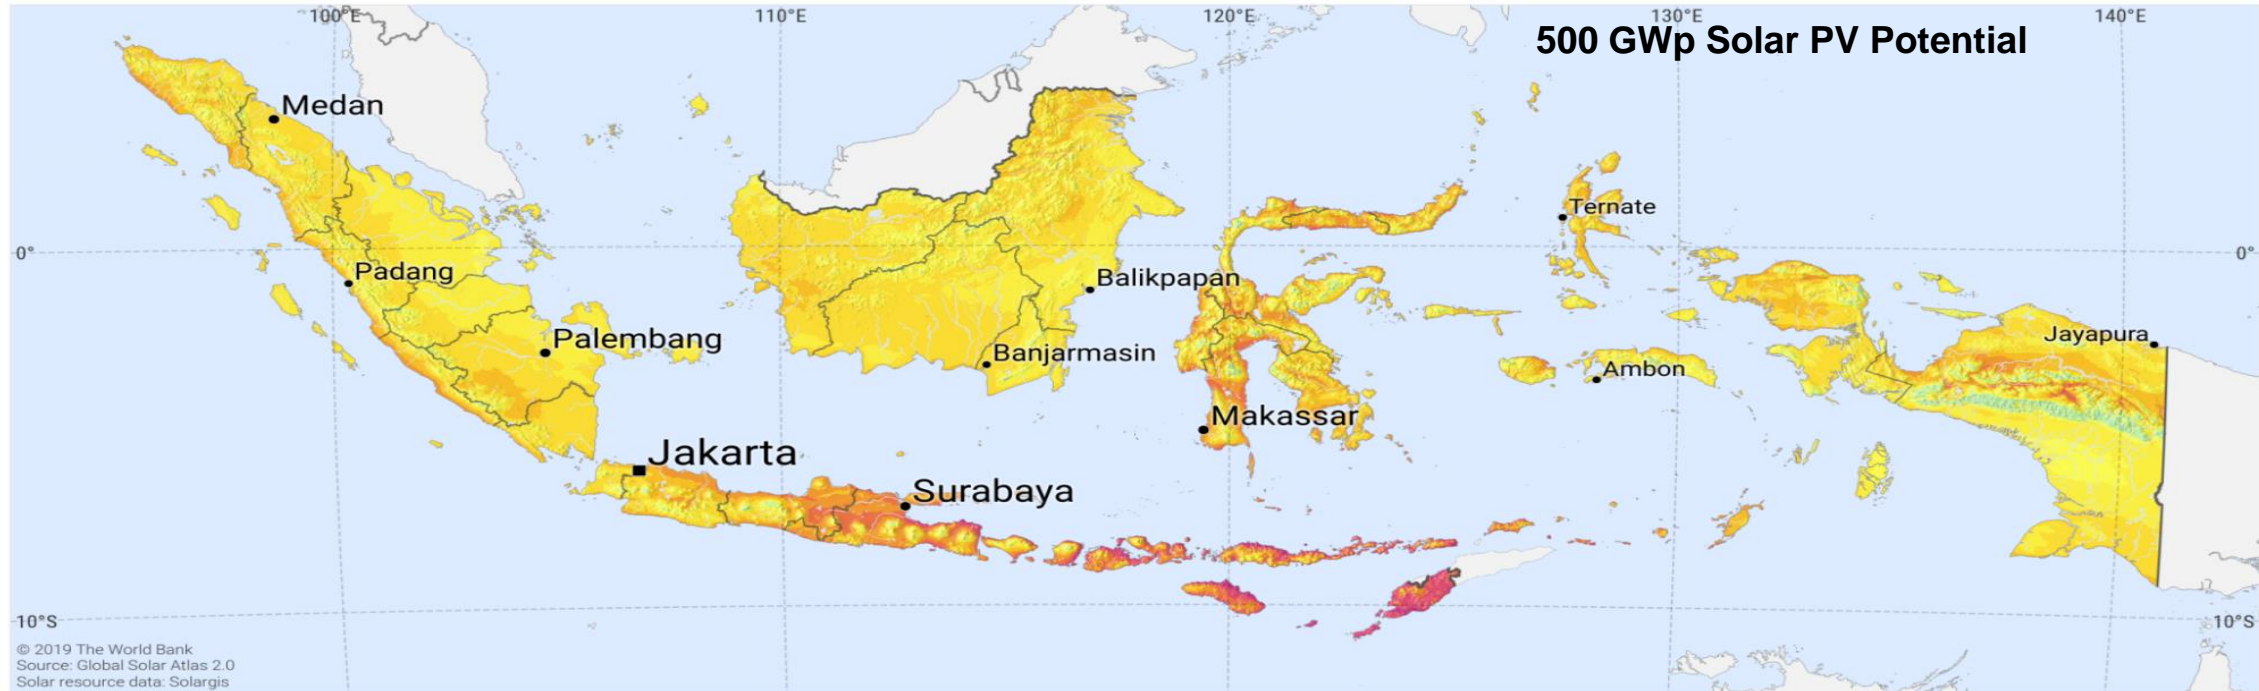 100°E
110°E
120°E
130°E
140°E
500 GWp Solar PV Potential
Medan
Ternate
0°
0°
Padang
Balikpapan
Palembang
Banjarmasin
Jayapura
Ambon
Makassar
Jakarta
Surabaya
10°S
10°S
© 2019 The World Bank
Source: Global Solar Atlas 2.0
Solar resource data: Solargis